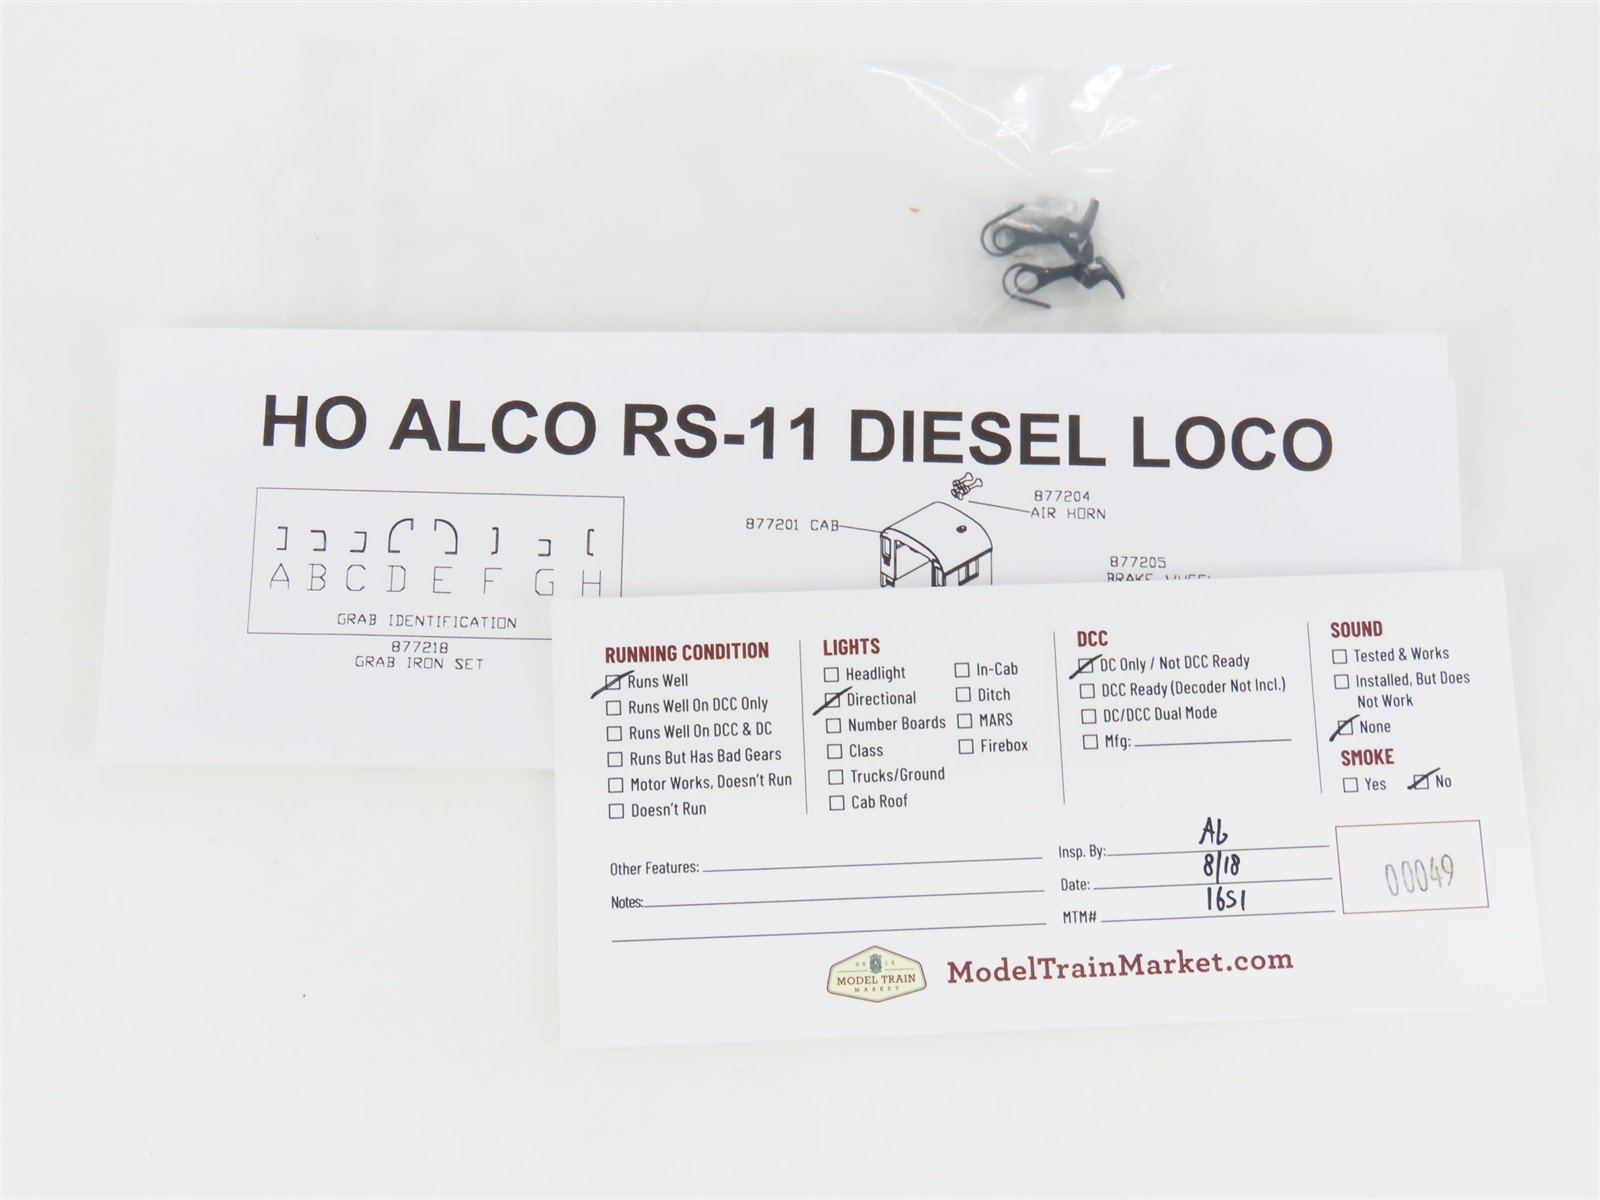 HO ALCO RS-11 DIESEL LOCO
877204
AIR HORN
877201 CAB
877205
A B C D E F G H
GRAB IDENTIFICATION
877218
GRAB IRON SET
RUNNING CONDITION
Runs Well
Runs Well On DCC Only
Runs Well On DCC & DC
Runs But Has Bad Gears
Motor Works, Doesn't Run
Doesn't Run
LIGHTS
Headlight
Directional
Number Boards
Class
Trucks/Ground
Cab Roof
In-Cab
Ditch
MARS
Firebox
DCC
DC Only / Not DCC Ready
DCC Ready (Decoder Not Incl.)
DC/DCC Dual Mode
Mfg:
SOUND
Tested & Works
Installed, But Does
Not Work
None
SMOKE
Yes No
Other Features:
Notes:
Insp. By:
Date: 8/18
MTM# 1651
00049
2015
MODEL TRAIN
MARKET
ModelTrainMarket.com